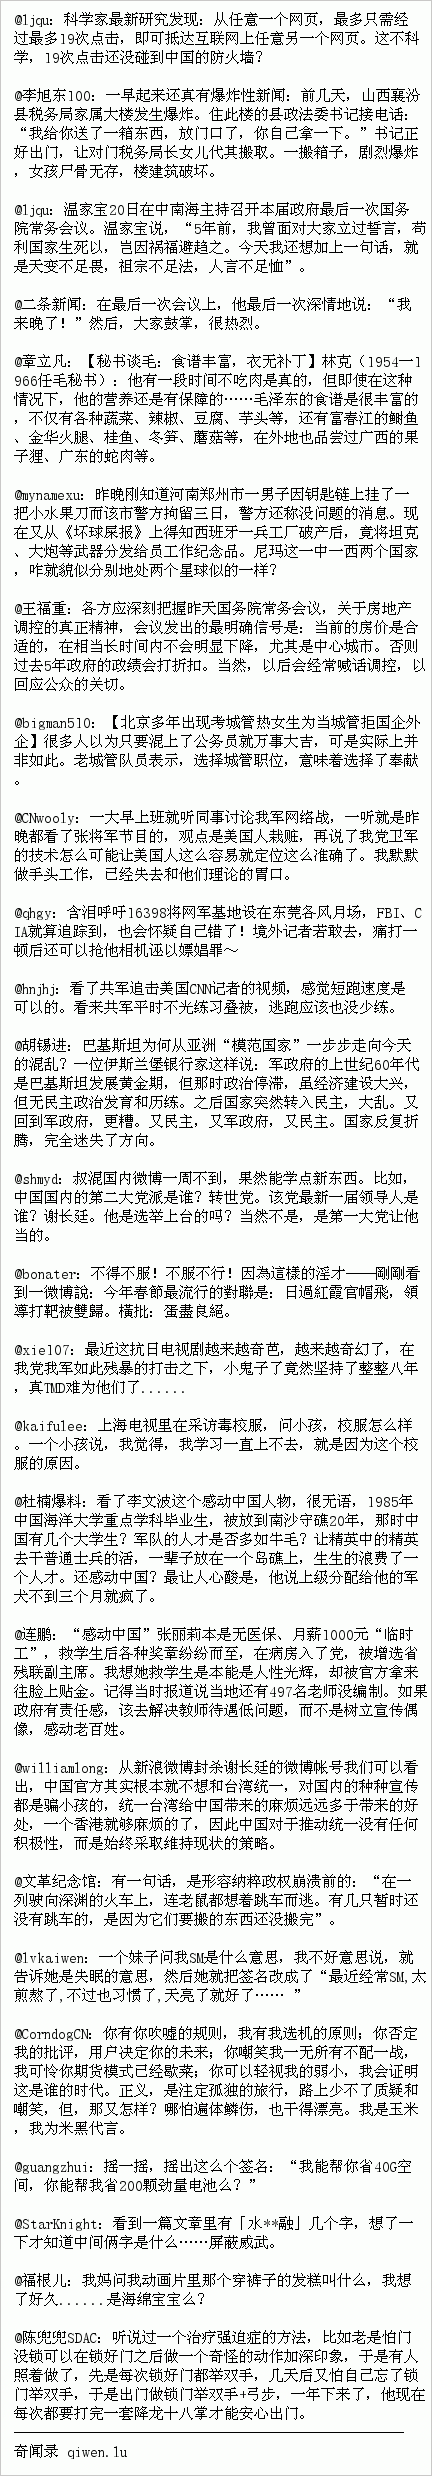 @ljqu: 科学家最新研究发现：从任意一个网页，最多只需经
过最多19次点击，即可抵达互联网上任意另一个网页。这不科
学，19次点击还没碰到中国的防火墙？
@李旭东100：一早起来还真有爆炸性新闻：前几天，山西襄汾
县税务局家属大楼发生爆炸。住此楼的县政法委书记接电话：
“我给你送了一箱东西，放门口了，你自己拿一下。”书记正
好出门，让对门税务局长女儿代其搬取。一搬箱子，剧烈爆炸
，女孩尸骨无存，楼建筑破坏。
@ljqu: 温家宝20日在中南海主持召开本届政府最后一次国务
院常务会议。温家宝说，“5年前，我曾面对大家立过誓言，苟
利国家生死以，岂因祸福避趋之。今天我还想加上一句话，就
是天变不足畏，祖宗不足法，人言不足恤”。
@二条新闻：在最后一次会议上，他最后一次深情地说：“我
来晚了！”然后，大家鼓掌，很热烈。
@章立凡：【秘书谈毛：食谱丰富，衣无补丁】林克（1954—1
966任毛秘书）：他有一段时间不吃肉是真的，但即使在这种
情况下，他的营养还是有保障的……毛泽东的食谱是很丰富的
，不仅有各种蔬菜、辣椒、豆腐、芋头等，还有富春江的鲥鱼
、金华火腿、桂鱼、冬笋、蘑菇等，在外地也品尝过广西的果
子狸、广东的蛇肉等。
@mynamexu: 昨晚刚知道河南郑州市一男子因钥匙链上挂了一
把小水果刀而该市警方拘留三日，警方还称没问题的消息。现
在又从《坏球屎报》上得知西班牙一兵工厂破产后，竟将坦克
、大炮等武器分发给员工作纪念品。尼玛这一中一西两个国家
，咋就貌似分别地处两个星球似的一样？
@王福重：各方应深刻把握昨天国务院常务会议，关于房地产
调控的真正精神，会议发出的最明确信号是：当前的房价是合
适的，在相当长时间内不会明显下降，尤其是中心城市。否则
过去5年政府的政绩会打折扣。当然，以后会经常喊话调控，以
回应公众的关切。
@bigman510: 【北京多年出现考城管热女生为当城管拒国企外
企】很多人以为只要混上了公务员就万事大吉，可是实际上并
非如此。老城管队员表示，选择城管职位，意味着选择了奉献
。
@CNwooly: 一大早上班就听同事讨论我军网络战，一听就是昨
晚都看了张将军节目的，观点是美国人栽赃，再说了我党卫军
的技术怎么可能让美国人这么容易就定位这么准确了。我默默
做手头工作，已经失去和他们理论的胃口。
@qhgy: 含泪呼吁16398将网军基地设在东莞各风月场，FBI、C
IA就算追踪到，也会怀疑自己错了！境外记者若敢去，痛打一
顿后还可以抢他相机诬以嫖娼罪～
@hnjhj: 看了共军追击美国CNN记者的视频，感觉短跑速度是
可以的。看来共军平时不光练习叠被，逃跑应该也没少练。
@胡锡进：巴基斯坦为何从亚洲“模范国家”一步步走向今天
的混乱？一位伊斯兰堡银行家这样说：军政府的上世纪60年代
是巴基斯坦发展黄金期，但那时政治停滞，虽经济建设大兴，
但无民主政治发育和历练。之后国家突然转入民主，大乱。又
回到军政府，更糟。又民主，又军政府，又民主。国家反复折
腾，完全迷失了方向。
@shmyd: 叔混国内微博一周不到，果然能学点新东西。比如，
中国国内的第二大党派是谁？转世党。该党最新一届领导人是
谁？谢长廷。他是选举上台的吗？当然不是，是第一大党让他
当的。
@bonater: 不得不服！不服不行！因為這樣的淫才——剛剛看
到一微博說：今年春節最流行的對聯是：日過紅霞官帽飛，領
導打靶被雙歸。橫批：蛋盡良絕。
@xie107: 最近这抗日电视剧越来越奇芭，越来越奇幻了，在
我党我军如此残暴的打击之下，小鬼子了竟然坚持了整整八年
，真TMD难为他们了......
@kaifulee: 上海电视里在采访毒校服，问小孩，校服怎么样
。一个小孩说，我觉得，我学习一直上不去，就是因为这个校
服的原因。
@杜楠爆料：看了李文波这个感动中国人物，很无语，1985年
中国海洋大学重点学科毕业生，被放到南沙守礁20年，那时中
国有几个大学生？军队的人才是否多如牛毛？让精英中的精英
去干普通士兵的活，一辈子放在一个岛礁上，生生的浪费了一
个人才。还感动中国？最让人心酸是，他说上级分配给他的军
犬不到三个月就疯了。
@连鹏：“感动中国”张丽莉本是无医保、月薪1000元“临时
工”，救学生后各种奖章纷纷而至，在病房入了党，被增选省
残联副主席。我想她救学生是本能是人性光辉，却被官方拿来
往脸上贴金。记得当时报道说当地还有497名老师没编制。如果
政府有责任感，该去解决教师待遇低问题，而不是树立宣传偶
像，感动老百姓。
@williamlong: 从新浪微博封杀谢长廷的微博帐号我们可以看
出，中国官方其实根本就不想和台湾统一，对国内的种种宣传
都是骗小孩的，统一台湾给中国带来的麻烦远远多于带来的好
处，一个香港就够麻烦的了，因此中国对于推动统一没有任何
积极性，而是始终采取维持现状的策略。
@文革纪念馆：有一句话，是形容纳粹政权崩溃前的：“在一
列驶向深渊的火车上，连老鼠都想着跳车而逃。有几只暂时还
没有跳车的，是因为它们要搬的东西还没搬完”。
@lvkaiwen: 一个妹子问我SM是什么意思，我不好意思说，就
告诉她是失眠的意思，然后她就把签名改成了“最近经常SM,太
煎熬了,不过也习惯了,天亮了就好了…… ”
@CorndogCN: 你有你吹嘘的规则，我有我选机的原则；你否定
我的批评，用户决定你的未来；你嘲笑我一无所有不配一战，
我可怜你期货模式已经歇菜；你可以轻视我的弱小，我会证明
这是谁的时代。正义，是注定孤独的旅行，路上少不了质疑和
嘲笑，但，那又怎样？哪怕遍体鳞伤，也干得漂亮。我是玉米
，我为米黑代言。
@guangzhui: 摇一摇，摇出这么个签名：“我能帮你省40G空
间，你能帮我省200颗劲量电池么？”
@StarKnight: 看到一篇文章里有「水**融」几个字，想了一
下才知道中间俩字是什么……屏蔽威武。
@福根儿：我妈问我动画片里那个穿裤子的发糕叫什么，我想
了好久......是海绵宝宝么？
@陈兜兜SDAC: 听说过一个治疗强迫症的方法，比如老是怕门
没锁可以在锁好门之后做一个奇怪的动作加深印象，于是有人
照着做了，先是每次锁好门都举双手，几天后又怕自己忘了锁
门举双手，于是出门做锁门举双手+弓步，一年下来了，他现在
每次都要打完一套降龙十八掌才能安心出门。
奇闻录 qiwen.lu